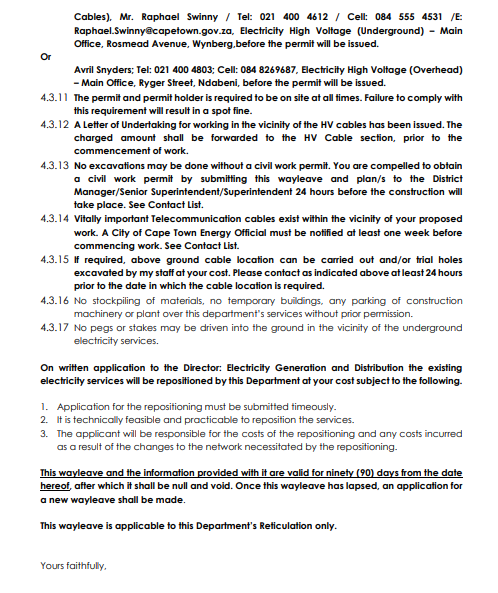 Cables), Mr. Raphael Swinny / Tel: 021 400 4612 / Cell: 084 555 4531 /E:
Raphael.Swinny@capetown.gov.za, Electricity High Voltage (Underground) – Main
Office, Rosmead Avenue, Wynberg,before the permit will be issued.
Or
Avril Snyders; Tel: 021 400 4803; Cell: 084 8269687, Electricity High Voltage (Overhead)
– Main Office, Ryger Street, Ndabeni, before the permit will be issued.
4.3.11 The permit and permit holder is required to be on site at all times. Failure to comply with
this requirement will result in a spot fine.
4.3.12 A Letter of Undertaking for working in the vicinity of the HV cables has been issued. The
charged amount shall be forwarded to the HV Cable section, prior to the
commencement of work.
4.3.13 No excavations may be done without a civil work permit. You are compelled to obtain
a civil work permit by submitting this wayleave and plan/s to the District
Manager/Senior Superintendent/Superintendent 24 hours before the construction will
take place. See Contact List.
4.3.14 Vitally important Telecommunication cables exist within the vicinity of your proposed
work. A City of Cape Town Energy Official must be notified at least one week before
commencing work. See Contact List.
4.3.15 If required, above ground cable location can be carried out and/or trial holes
excavated by my staff at your cost. Please contact as indicated above at least 24 hours
prior to the date in which the cable location is required.
4.3.16 No stockpiling of materials, no temporary buildings, any parking of construction
machinery or plant over this department's services without prior permission.
4.3.17 No pegs or stakes may be driven into the ground in the vicinity of the underground
electricity services.
On written application to the Director: Electricity Generation and Distribution the existing
electricity services will be repositioned by this Department at your cost subject to the following.
1. Application for the repositioning must be submitted timeously.
2. It is technically feasible and practicable to reposition the services.
3. The applicant will be responsible for the costs of the repositioning and any costs incurred
as a result of the changes to the network necessitated by the repositioning.
This wayleave and the information provided with it are valid for ninety (90) days from the date
hereof, after which it shall be null and void. Once this wayleave has lapsed, an application for
a new wayleave shall be made.
This wayleave is applicable to this Department's Reticulation only.
Yours faithfully,